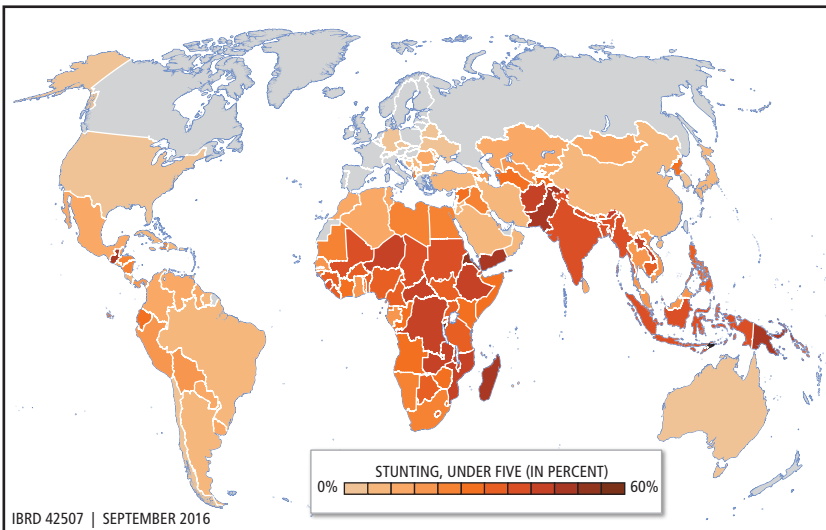 STUNTING, UNDER FIVE (IN PERCENT)
0% 60%
IBRD 42507 | SEPTEMBER 2016